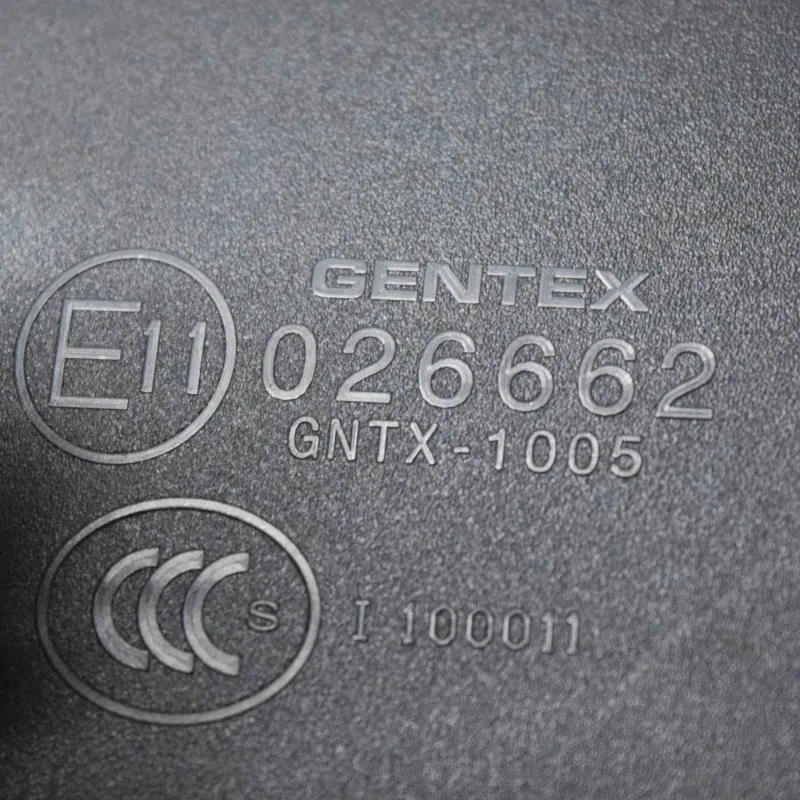 GENTEX
E11 026662
GNTX-1005
CCC S I 100011